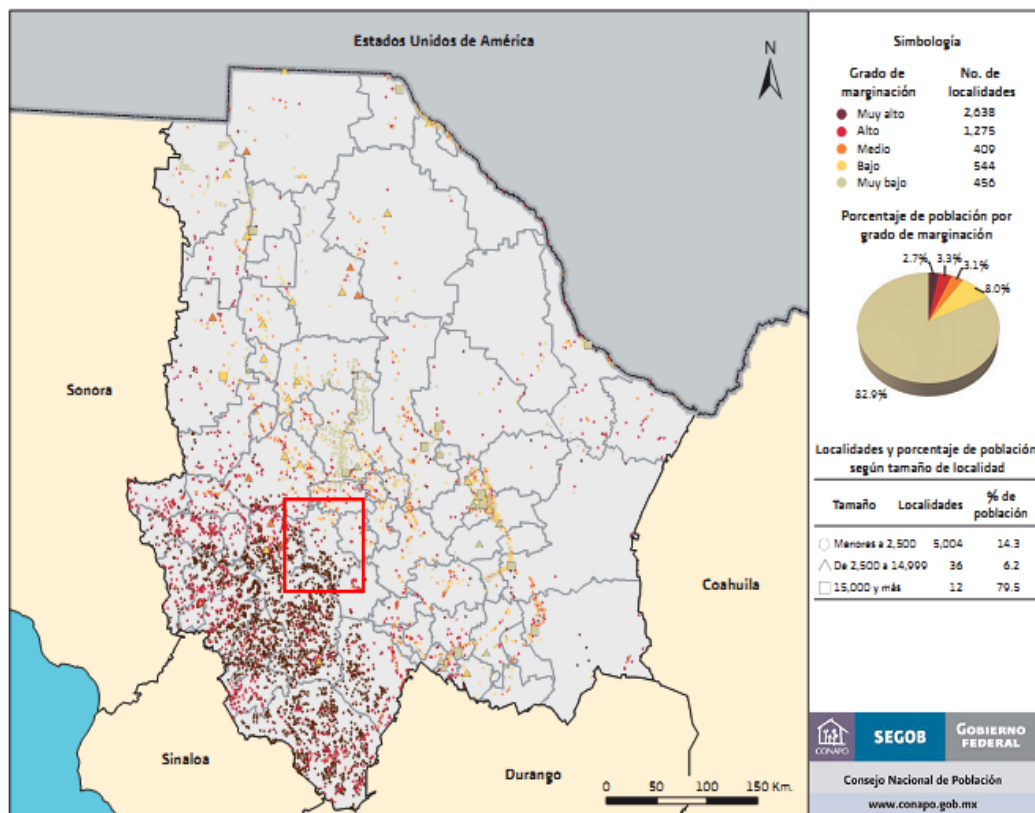 Estados Unidos de América
N
Sonora
Coahuila
Sinaloa
Durango
0 50 100 150 Km.
Simbología
Grado de marginación No. de localidades
Muy alto 2,638
Alto 1,275
Medio 409
Bajo 544
Muy bajo 456
Porcentaje de población por
grado de marginación
2.7% 3.3% 3.1%
8.0%
82.9%
Localidades y porcentaje de población
según tamaño de localidad
Tamaño Localidades % de población
Menores a 2,500 5,004 14.3
De 2,500 a 14,999 36 6.2
15,000 y más 12 79.5
CONAPO
SEGOB
GOBIERNO
FEDERAL
Consejo Nacional de Población
www.conapo.gob.mx